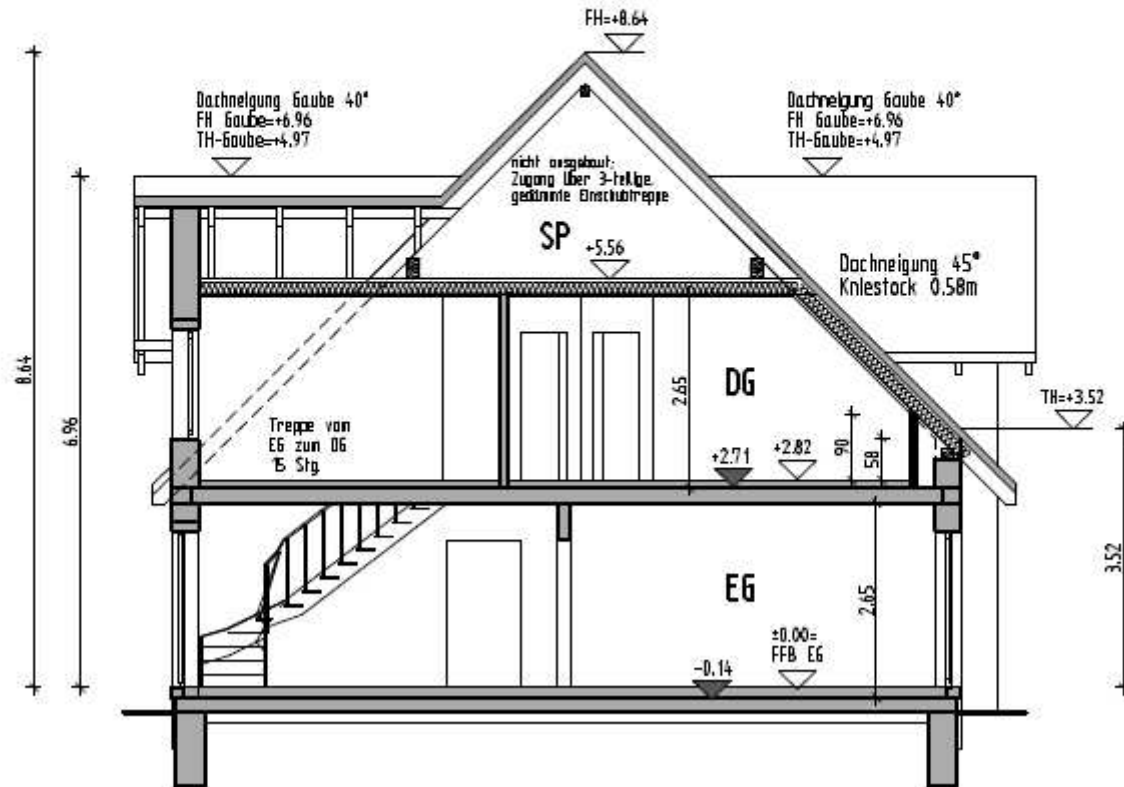 FH=+8.64
Dachneigung Gaube 40°
FH Gaube=+6.96
TH-Gaube=+4.97
Dachneigung Gaube 40°
FH Gaube=+6.96
TH-Gaube=+4.97
nicht ausgebaut;
Zugang über 3-teilige,
gedämmte Einschubtreppe
SP
+5.56
Dachneigung 45°
Kniestock 0.58m
8.64
6.96
2.65
DG
TH=+3.52
Treppe vom
EG zum DG
15 Stg.
+2.71
+2.82
90
58
3.52
EG
2.65
±0.00=
FFB EG
-0.14